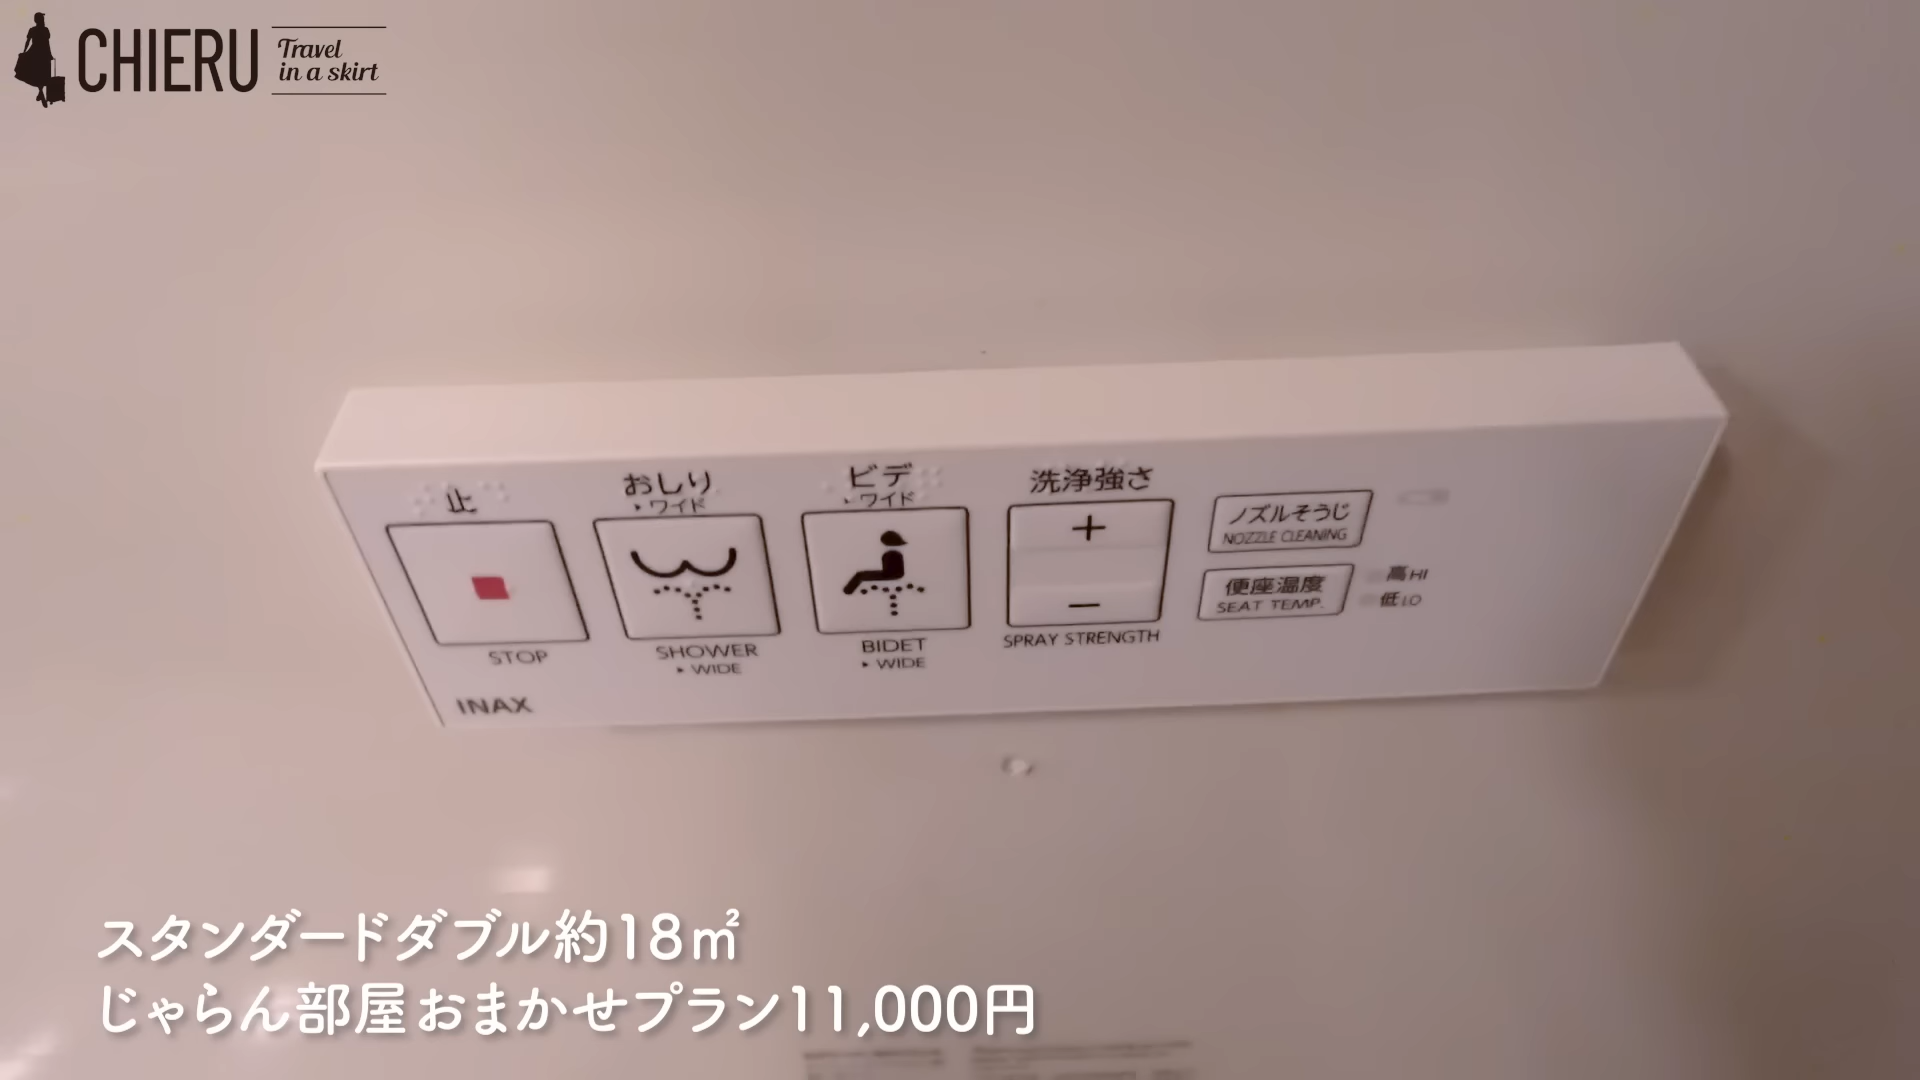 CHIERU
Travel
in a skirt
止
おしり
▸ワイド
ビデ
▸ワイド
洗浄強さ
+
−
ノズルそうじ
NOZZLE CLEANING
便座温度
SEAT TEMP.
高HI
低LO
STOP
SHOWER
▸ WIDE
BIDET
▸ WIDE
SPRAY STRENGTH
INAX
スタンダードダブル約18㎡
じゃらん部屋おまかせプラン11,000円